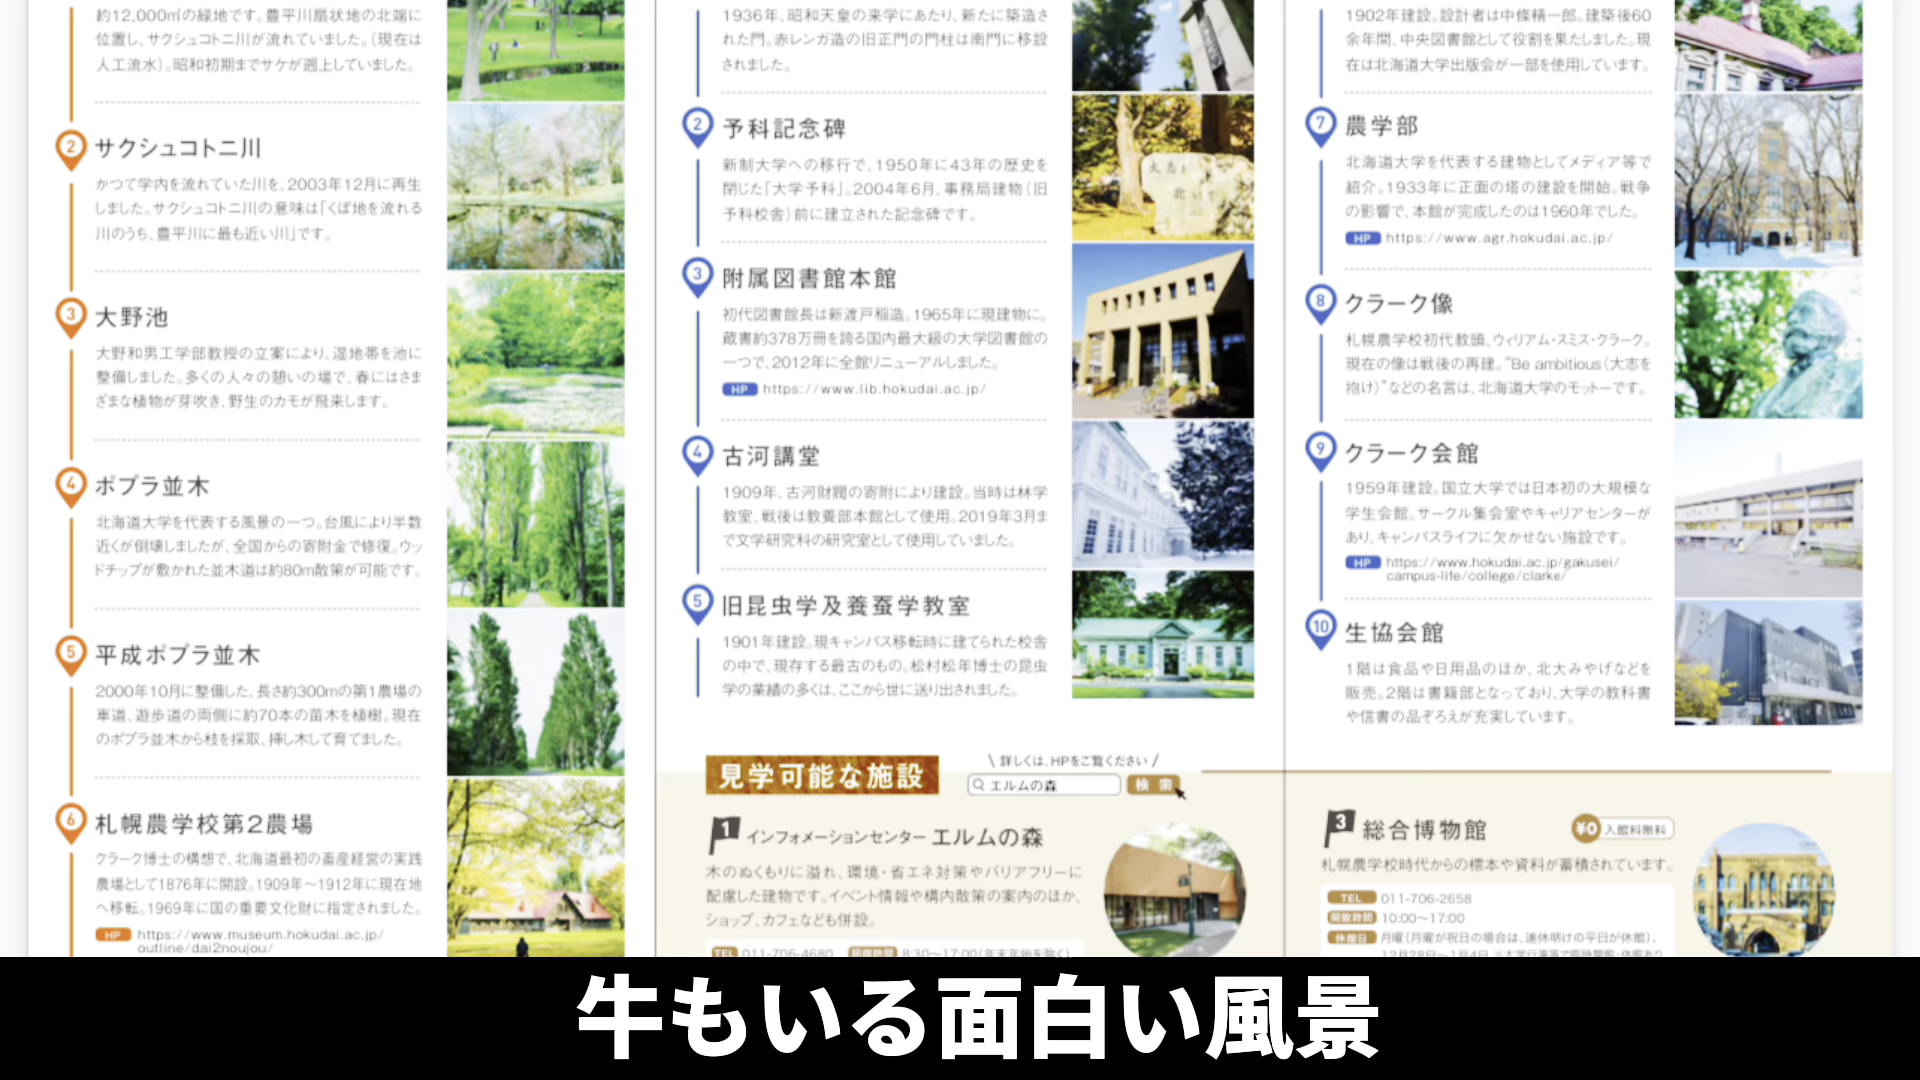 約12,000㎡の緑地です。豊平川扇状地の北端に
位置し、サクシュコトニ川が流れていました。(現在は
人工流水)。昭和初期までサケが遡上していました。
2 サクシュコトニ川
かつて学内を流れていた川を、2003年12月に再生
しました。サクシュコトニ川の意味は「くぼ地を流れる
川のうち、豊平川に最も近い川」です。
3 大野池
大野和男工学部教授の立案により、湿地帯を池に
整備しました。多くの人々の憩いの場で、春にはさま
ざまな植物が芽吹き、野生のカモが飛来します。
4 ポプラ並木
北海道大学を代表する風景の一つ。台風により半数
近くが倒壊しましたが、全国からの寄附金で修復。ウッ
ドチップが敷かれた並木道は約80m散策が可能です。
5 平成ポプラ並木
2000年10月に整備した、長さ約300mの第1農場の
車道、遊歩道の両側に約70本の苗木を植樹。現在
のポプラ並木から枝を採取、挿し木して育てました。
6 札幌農学校第2農場
クラーク博士の構想で、北海道最初の畜産経営の実践
農場として1876年に開設。1909年～1912年に現在地
へ移転。1969年に国の重要文化財に指定されました。
HP https://www.museum.hokudai.ac.jp/
outline/dai2noujou/
1936年、昭和天皇の来学にあたり、新たに築造さ
れた門。赤レンガ造の旧正門の門柱は南門に移設
されました。
2 予科記念碑
新制大学への移行で、1950年に43年の歴史を
閉じた「大学予科」。2004年6月、事務局建物(旧
予科校舎)前に建立された記念碑です。
3 附属図書館本館
初代図書館長は新渡戸稲造。1965年に現建物に。
蔵書約378万冊を誇る国内最大級の大学図書館の
一つで、2012年に全館リニューアルしました。
HP https://www.lib.hokudai.ac.jp/
4 古河講堂
1909年、古河財閥の寄附により建設。当時は林学
教室、戦後は教養部本館として使用。2019年3月ま
で文学研究科の研究室として使用していました。
5 旧昆虫学及養蚕学教室
1901年建設。現キャンパス移転時に建てられた校舎
の中で、現存する最古のもの。松村松年博士の昆虫
学の業績の多くは、ここから世に送り出されました。
1902年建設。設計者は中條精一郎。建築後60
余年間、中央図書館として役割を果たしました。現
在は北海道大学出版会が一部を使用しています。
7 農学部
北海道大学を代表する建物としてメディア等で
紹介。1933年に正面の塔の建設を開始。戦争
の影響で、本館が完成したのは1960年でした。
HP https://www.agr.hokudai.ac.jp/
8 クラーク像
札幌農学校初代教頭、ウィリアム・スミス・クラーク。
現在の像は戦後の再建。"Be ambitious(大志を
抱け)"などの名言は、北海道大学のモットーです。
9 クラーク会館
1959年建設。国立大学では日本初の大規模な
学生会館。サークル集会室やキャリアセンターが
あり、キャンパスライフに欠かせない施設です。
HP https://www.hokudai.ac.jp/gakusei/
campus-life/college/clarke/
10 生協会館
1階は食品や日用品のほか、北大みやげなどを
販売。2階は書籍部となっており、大学の教科書
や信書の品ぞろえが充実しています。
見学可能な施設
\ 詳しくは、HPをご覧ください /
エルムの森 検索
1 インフォメーションセンター エルムの森
木のぬくもりに溢れ、環境・省エネ対策やバリアフリーに
配慮した建物です。イベント情報や構内散策の案内のほか、
ショップ、カフェなども併設。
TEL 011-706-4680 開館時間 8:30～17:00(年末年始を除く)
3 総合博物館 ¥0 入館料無料
札幌農学校時代からの標本や資料が蓄積されています。
TEL 011-706-2658
開館時間 10:00～17:00
休館日 月曜(月曜が祝日の場合は、連休明けの平日が休館)、
牛もいる面白い風景